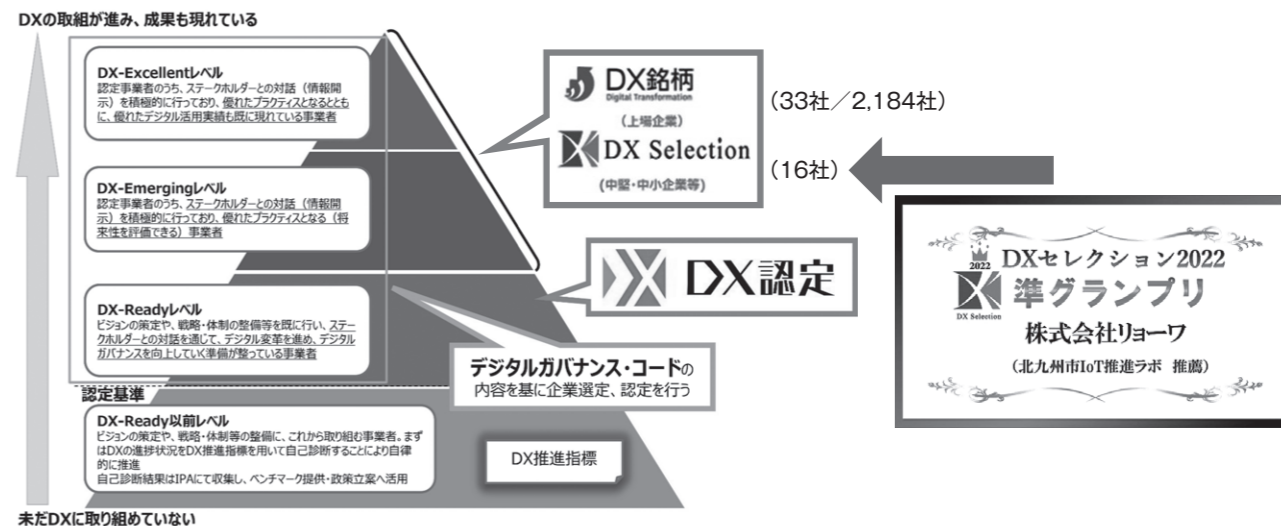 DXの取組が進み、成果も現れている
DX-Excellentレベル
認定事業者のうち、ステークホルダーとの対話（情報開
示）を積極的に行っており、優れたプラクティスとなるととも
に、優れたデジタル活用実績も既に現れている事業者
DX-Emergingレベル
認定事業者のうち、ステークホルダーとの対話（情報開
示）を積極的に行っており、優れたプラクティスとなる（将
来性を評価できる）事業者
DX-Readyレベル
ビジョンの策定や、戦略・体制の整備等を既に行い、ステー
クホルダーとの対話を通じて、デジタル変革を進め、デジタル
ガバナンスを向上していく準備が整っている事業者
認定基準
DX-Ready以前レベル
ビジョンの策定や、戦略・体制等の整備に、これから取り組む事業者。まず
はDXの進捗状況をDX推進指標を用いて自己診断することにより自律
的に推進
自己診断結果はIPAにて収集し、ベンチマーク提供・政策立案へ活用
未だDXに取り組めていない
DX銘柄
Digital Transformation
（上場企業）
DX Selection
(中堅・中小企業等)
（33社／2,184社）
（16社）
DX認定
デジタルガバナンス・コードの
内容を基に企業選定、認定を行う
DX推進指標
2022
DX Selection
DXセレクション2022
準グランプリ
株式会社リョーワ
（北九州市IoT推進ラボ 推薦）